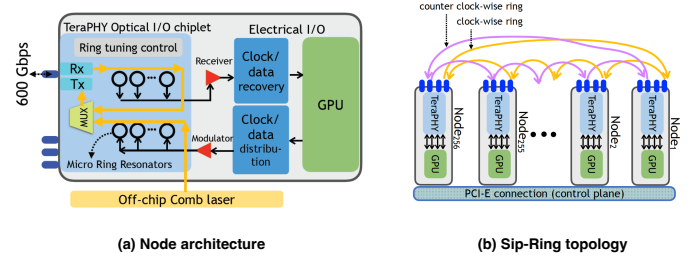 TeraPHY Optical I/O chiplet
Electrical I/O
Ring tuning control
Rx
Tx
600 Gbps
MUX
Receiver
Clock/
data
recovery
GPU
Modulator
Clock/
data
distribu-
tion
Micro Ring Resonators
Off-chip Comb laser
(a) Node architecture
counter clock-wise ring
clock-wise ring
TeraPHY
GPU
Node256
TeraPHY
GPU
Node255
TeraPHY
GPU
Node2
TeraPHY
GPU
Node1
PCI-E connection (control plane)
(b) Sip-Ring topology